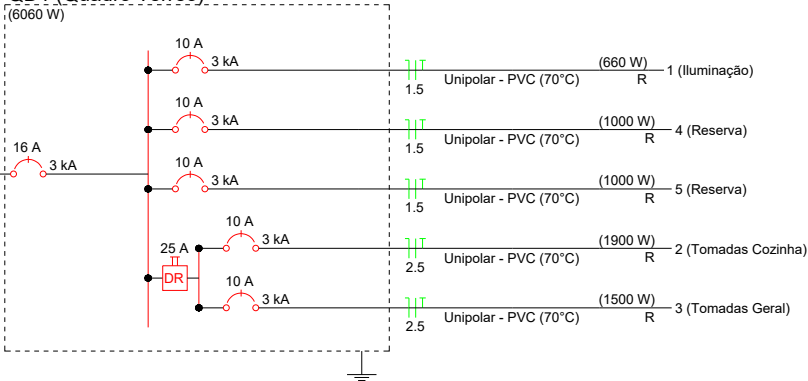 (6060 W)
10 A
3 kA
1.5
Unipolar - PVC (70°C)
(660 W)
R
1 (Iluminação)
10 A
3 kA
1.5
Unipolar - PVC (70°C)
(1000 W)
R
4 (Reserva)
16 A
3 kA
10 A
3 kA
1.5
Unipolar - PVC (70°C)
(1000 W)
R
5 (Reserva)
10 A
3 kA
2.5
Unipolar - PVC (70°C)
(1900 W)
R
2 (Tomadas Cozinha)
25 A
DR
10 A
3 kA
2.5
Unipolar - PVC (70°C)
(1500 W)
R
3 (Tomadas Geral)